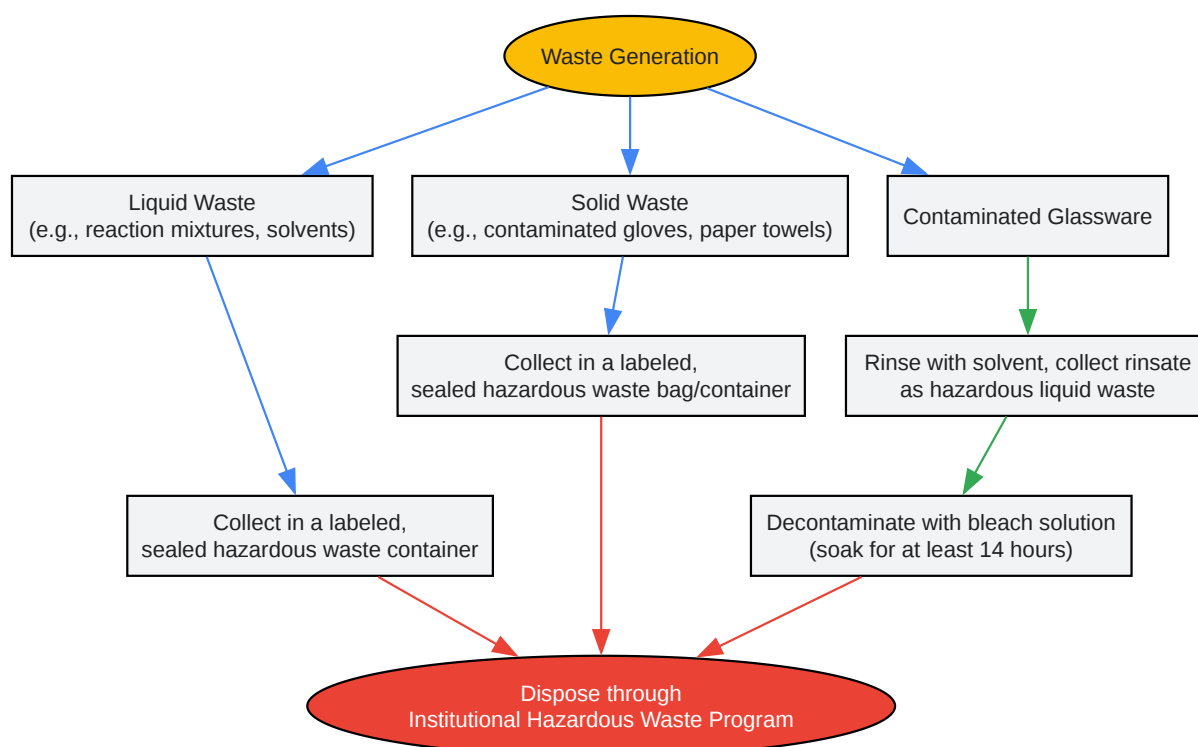 Waste Generation
Liquid Waste
(e.g., reaction mixtures, solvents)
Solid Waste
(e.g., contaminated gloves, paper towels)
Contaminated Glassware
Collect in a labeled,
sealed hazardous waste bag/container
Rinse with solvent, collect rinsate
as hazardous liquid waste
Collect in a labeled,
sealed hazardous waste container
Decontaminate with bleach solution
(soak for at least 14 hours)
Dispose through
Institutional Hazardous Waste Program